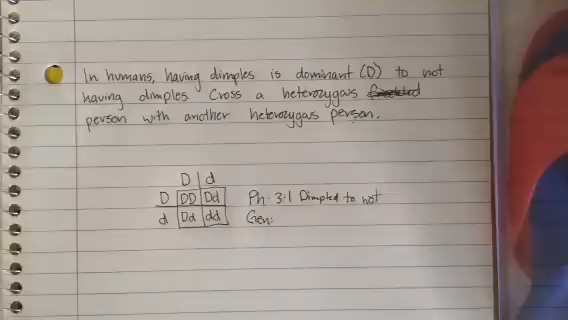 In humans, having dimples is dominant (D) to not
having dimples. Cross a heterozygous
person with another heterozygous person.
D d
D DD Dd Ph: 3:1 Dimpled to not
d Dd dd Gen: